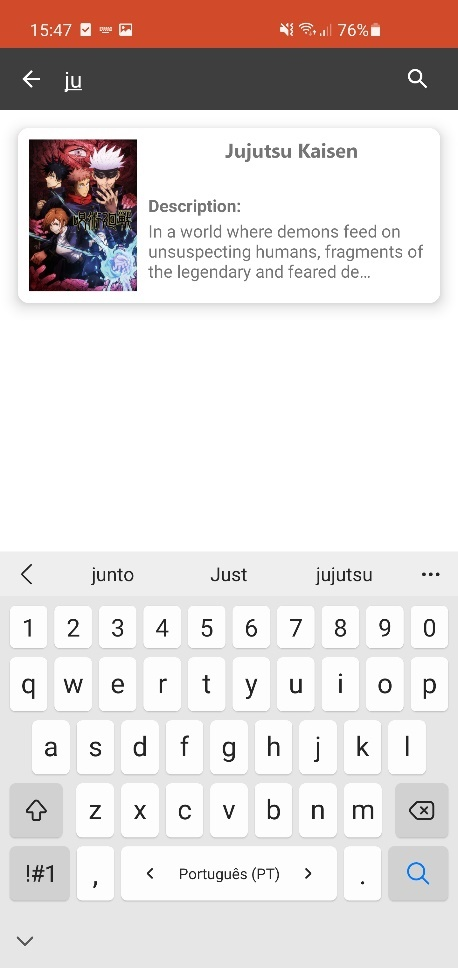 15:47
76%
ju
呪術廻戦
Jujutsu Kaisen
Description:
In a world where demons feed on
unsuspecting humans, fragments of
the legendary and feared de...
junto Just jujutsu
1 2 3 4 5 6 7 8 9 0
q w e r t y u i o p
a s d f g h j k l
z x c v b n m
!#1 , Português (PT) .